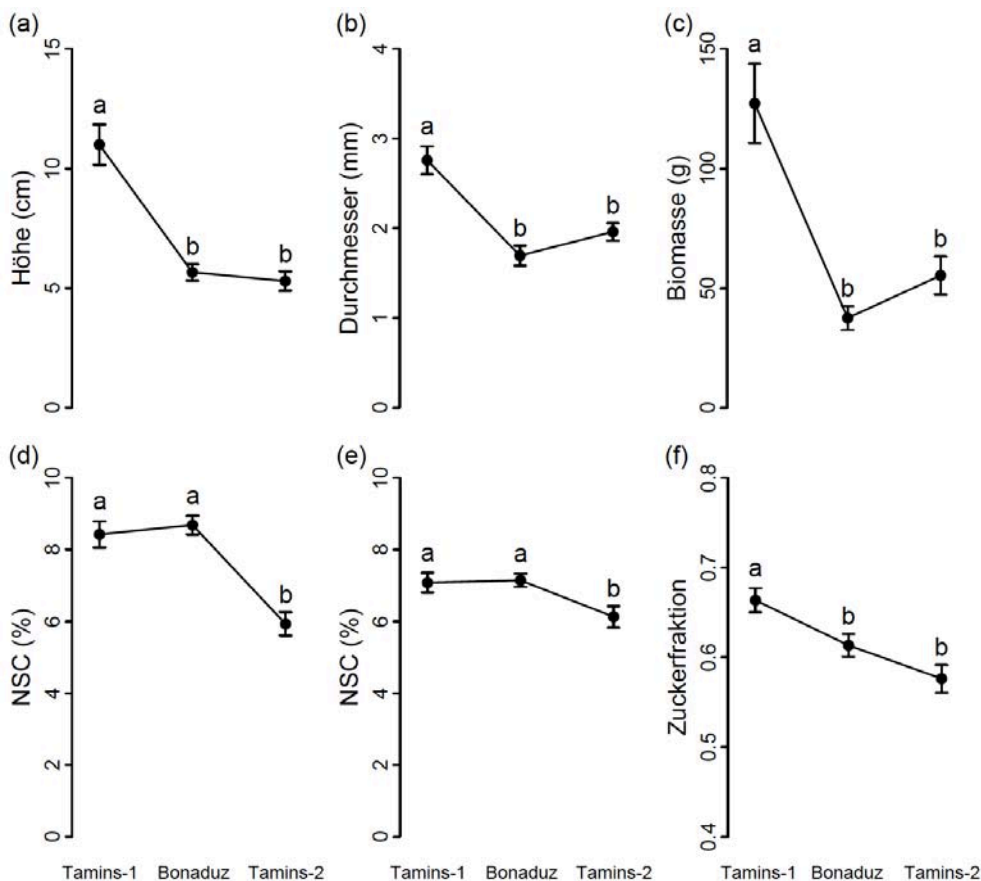 (a)
15
10
5
0
Höhe (cm)
a
b
b
(b)
4
3
2
1
0
Durchmesser (mm)
a
b
b
(c)
150
100
50
0
Biomasse (g)
a
b
b
(d)
10
8
6
4
2
0
NSC (%)
a
a
b
Tamins-1 Bonaduz Tamins-2
(e)
10
8
6
4
2
0
NSC (%)
a
a
b
Tamins-1 Bonaduz Tamins-2
(f)
0.8
0.7
0.6
0.5
0.4
Zuckerfraktion
a
b
b
Tamins-1 Bonaduz Tamins-2